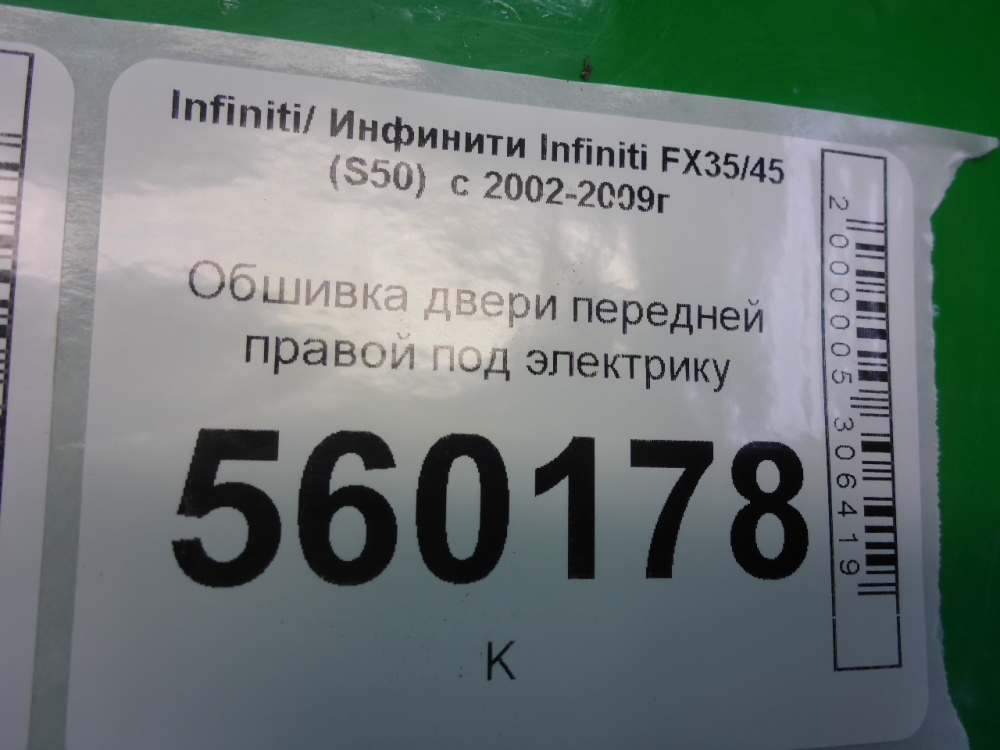 Infiniti/ Инфинити Infiniti FX35/45
(S50) с 2002-2009г
Обшивка двери передней
правой под электрику
560178
К
2000005306419